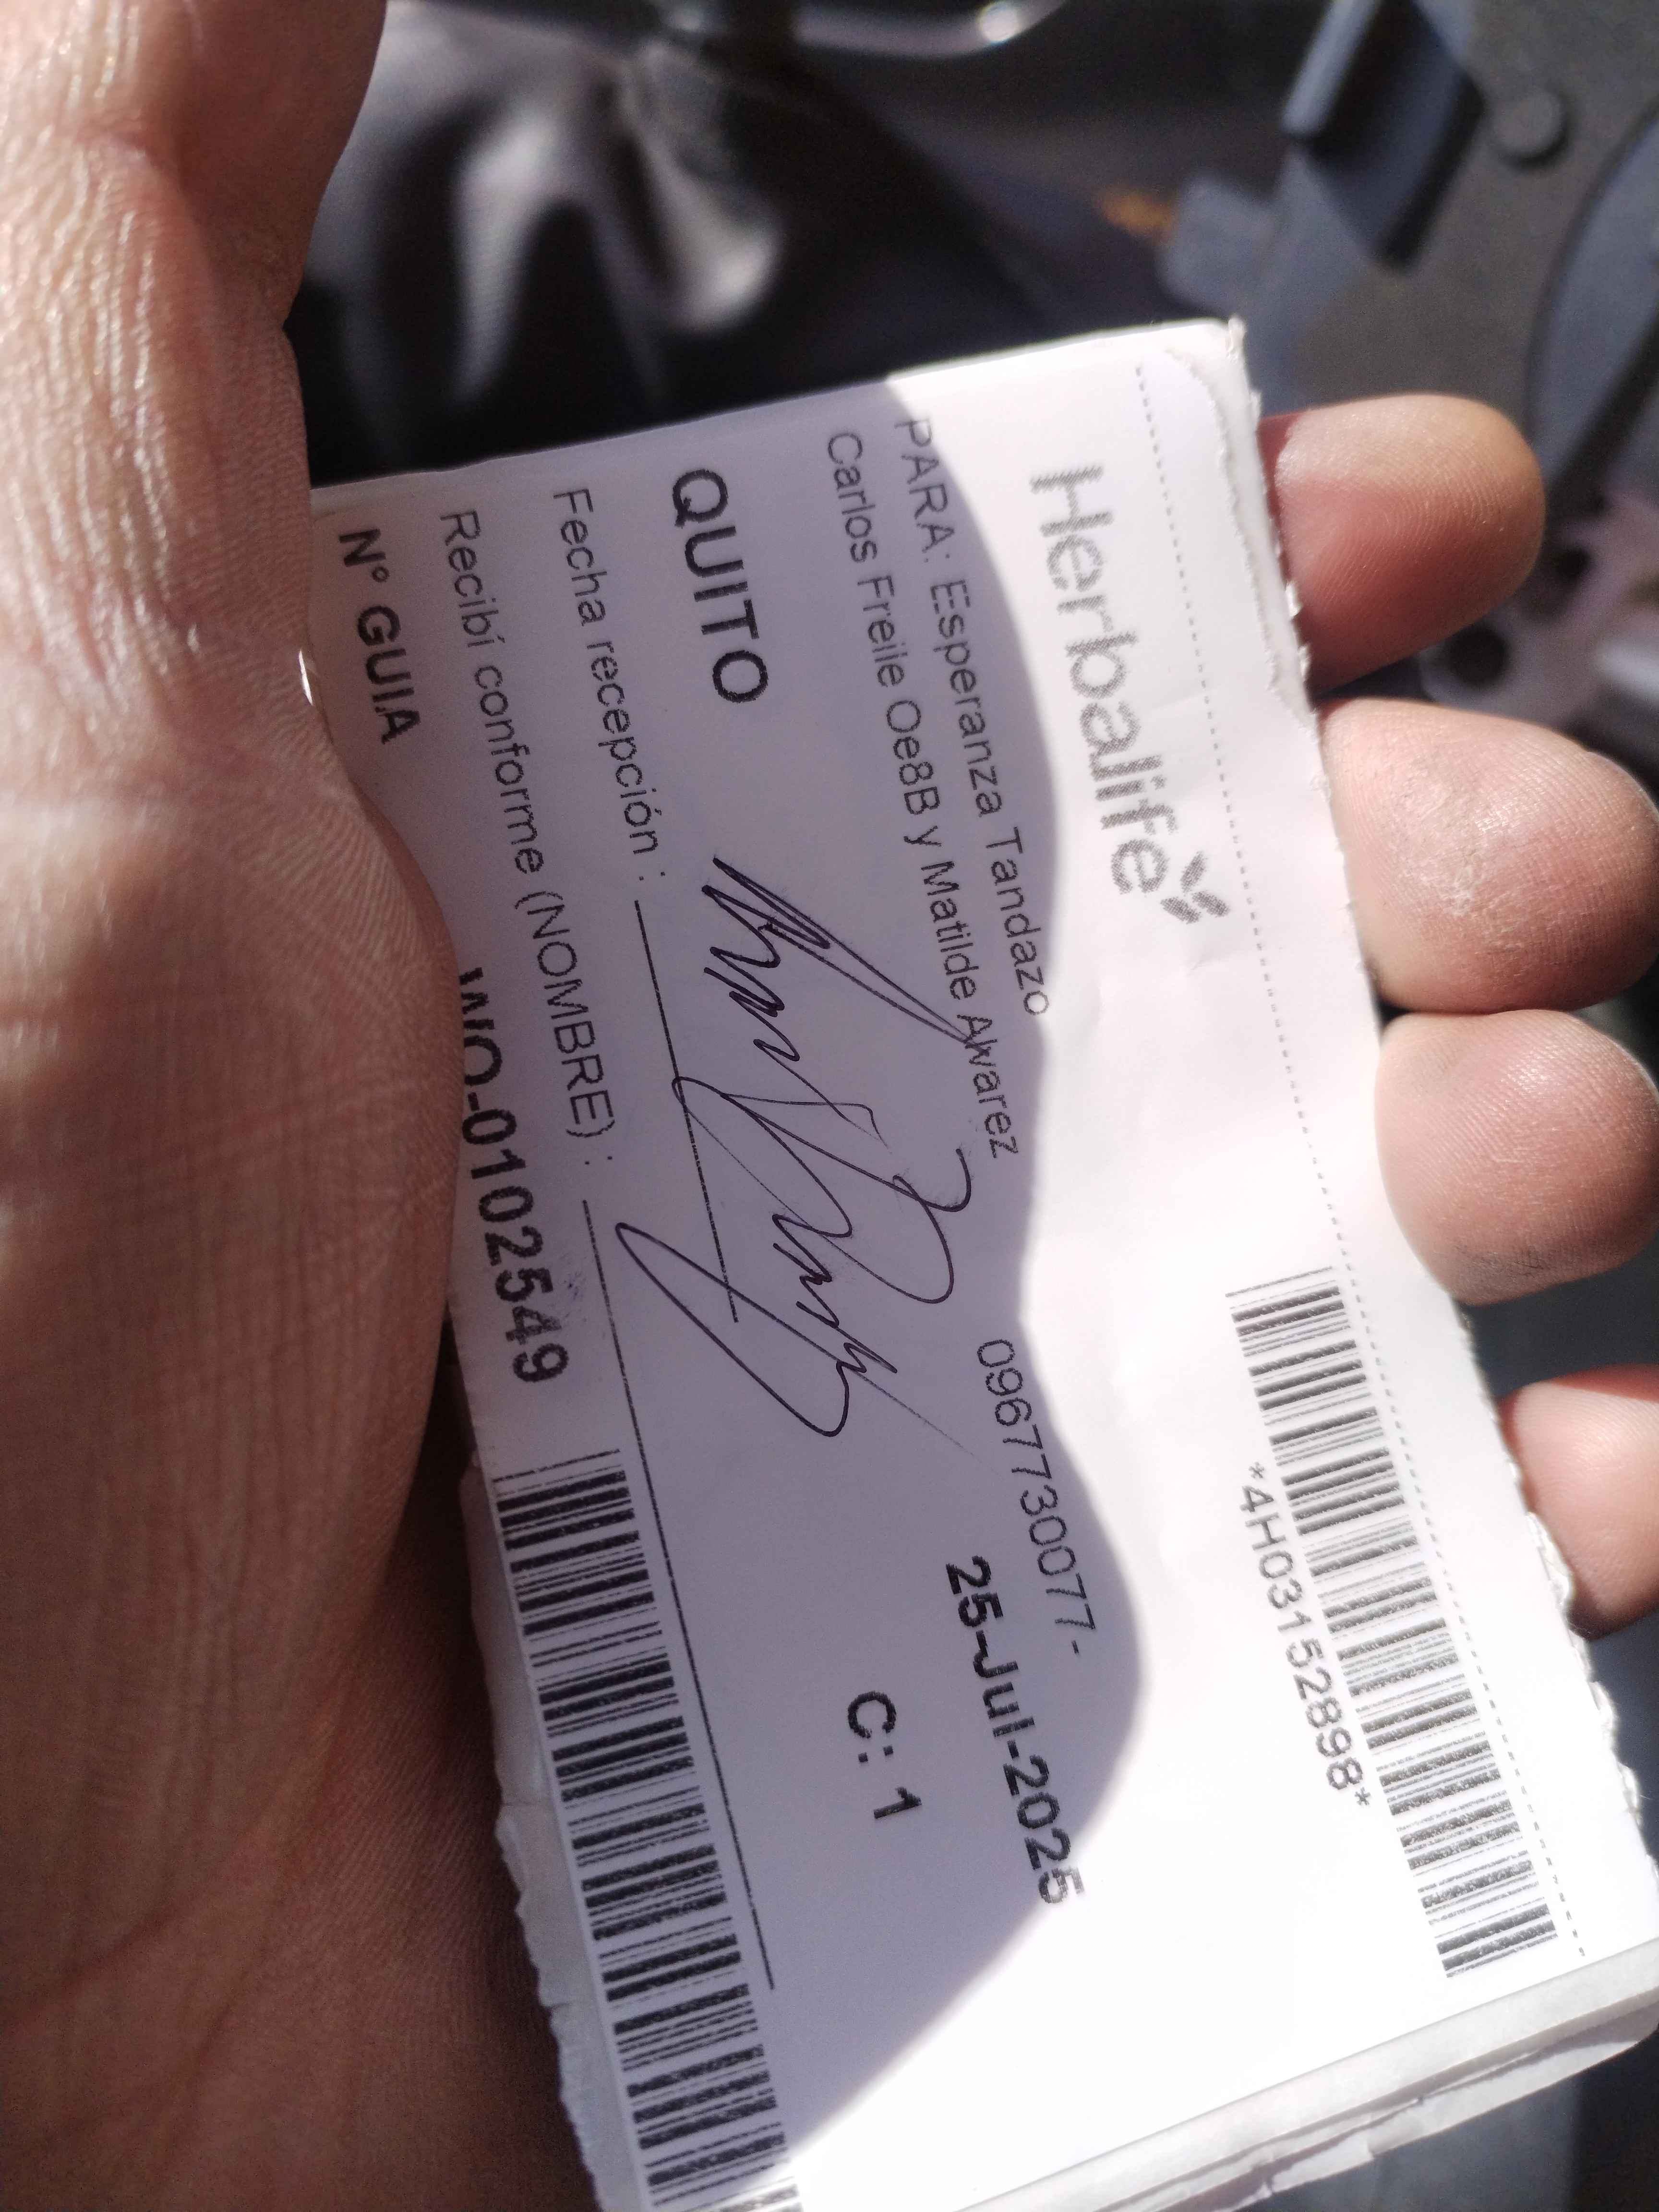 Herbalife
*4H03152898*
PARA: Esperanza Tandazo 0967730077-
Carlos Freile Oe8B y Matilde Alvarez 25-Jul-2025
QUITO C: 1
Fecha recepción :
Recibí conforme (NOMBRE) :
N° GUIA WO-0102549